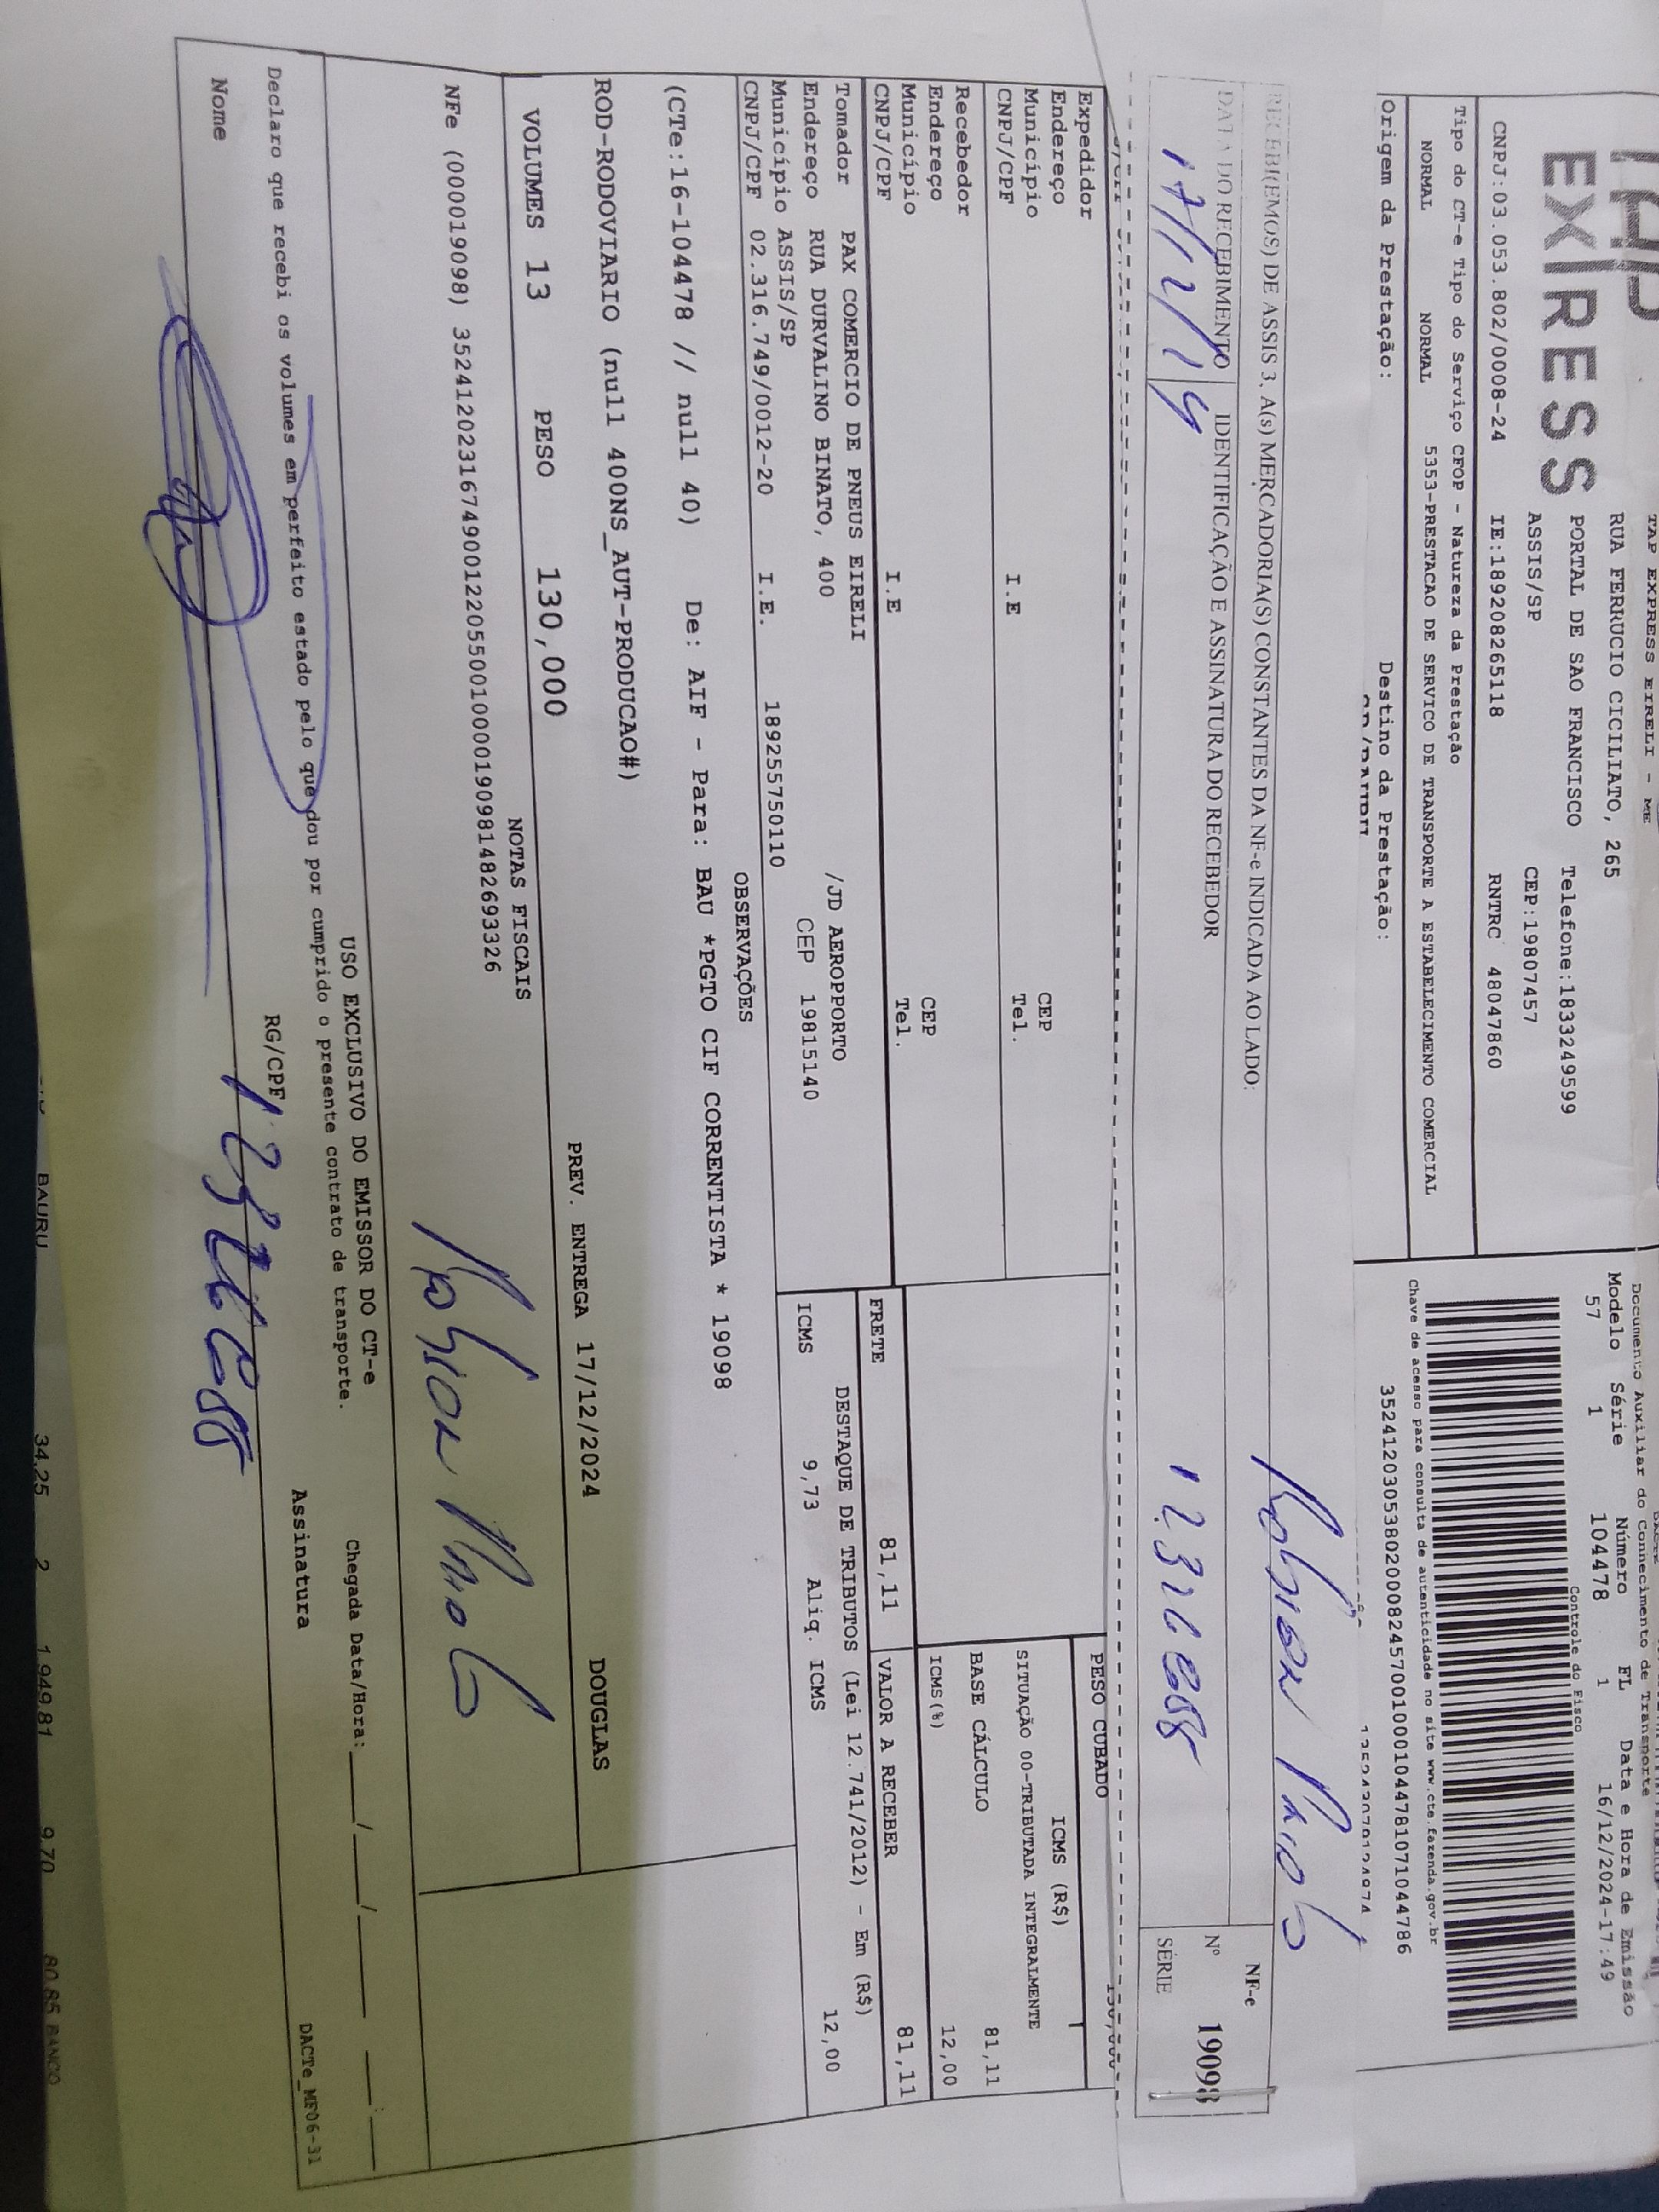 TAP EXPRESS EIRELI - ME
TAP
EXPRESS
RUA FERRUCIO CICILIATO, 265
PORTAL DE SAO FRANCISCO Telefone:1833249599
ASSIS/SP CEP:19807457
CNPJ:03.053.802/0008-24 IE:189208265118 RNTRC 48047860
Documento Auxiliar do Conhecimento de Transporte
Modelo Série Número FL Data e Hora de Emissão
57 1 104478 1 16/12/2024-17:49
Controle do Fisco
Tipo do CT-e Tipo do Serviço CFOP - Natureza da Prestação
NORMAL NORMAL 5353-PRESTACAO DE SERVICO DE TRANSPORTE A ESTABELECIMENTO COMERCIAL
Chave de acesso para consulta de autenticidade no site www.cte.fazenda.gov.br
35241203053802000824570010001044781071044786
Origem da Prestação: Destino da Prestação:
RECEBI(EMOS) DE ASSIS 3, A(s) MERCADORIA(S) CONSTANTES DA NF-e INDICADA AO LADO:
DATA DO RECEBIMENTO IDENTIFICAÇÃO E ASSINATURA DO RECEBEDOR
NF-e
Nº 19098
SÉRIE
Expedidor
Endereço CEP
Município Tel.
CNPJ/CPF I.E
Recebedor
Endereço CEP
Município Tel.
CNPJ/CPF I.E
PESO CUBADO
ICMS (R$)
SITUAÇÃO 00-TRIBUTADA INTEGRALMENTE
BASE CÁLCULO 81,11
ICMS(%) 12,00
Tomador PAX COMERCIO DE PNEUS EIRELI
Endereço RUA DURVALINO BINATO, 400 /JD AEROPPORTO
Município ASSIS/SP CEP 19815140
CNPJ/CPF 02.316.749/0012-20 I.E. 189255750110
FRETE 81,11 VALOR A RECEBER 81,11
DESTAQUE DE TRIBUTOS (Lei 12.741/2012) - Em (R$)
ICMS 9,73 Aliq. ICMS 12,00
OBSERVAÇÕES
(CTe:16-104478 // null 40) De: AIF - Para: BAU *PGTO CIF CORRENTISTA * 19098
ROD-RODOVIARIO (null 400NS_AUT-PRODUCAO#)
VOLUMES 13 PESO 130,000 PREV. ENTREGA 17/12/2024 DOUGLAS
NOTAS FISCAIS
NFe (000019098) 35241202316749001220550010000190981482693326
USO EXCLUSIVO DO EMISSOR DO CT-e
Declaro que recebi os volumes em perfeito estado pelo que dou por cumprido o presente contrato de transporte.
Chegada Data/Hora:____/____/____ __:__
Nome RG/CPF Assinatura
DACTe_MF06-31
BAURU 34,25 2 1.949,81 9,70 80,85 BANCO